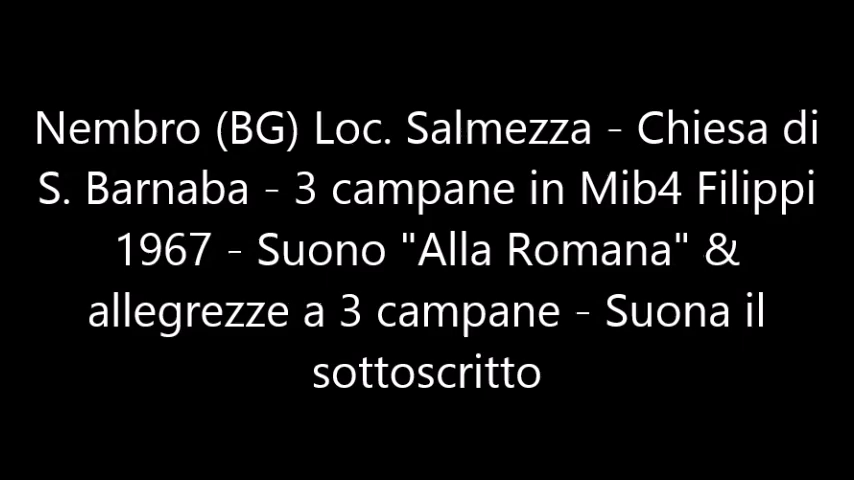 Nembro (BG) Loc. Salmezza - Chiesa di
S. Barnaba - 3 campane in Mib4 Filippi
1967 - Suono "Alla Romana" &
allegrezze a 3 campane - Suona il
sottoscritto